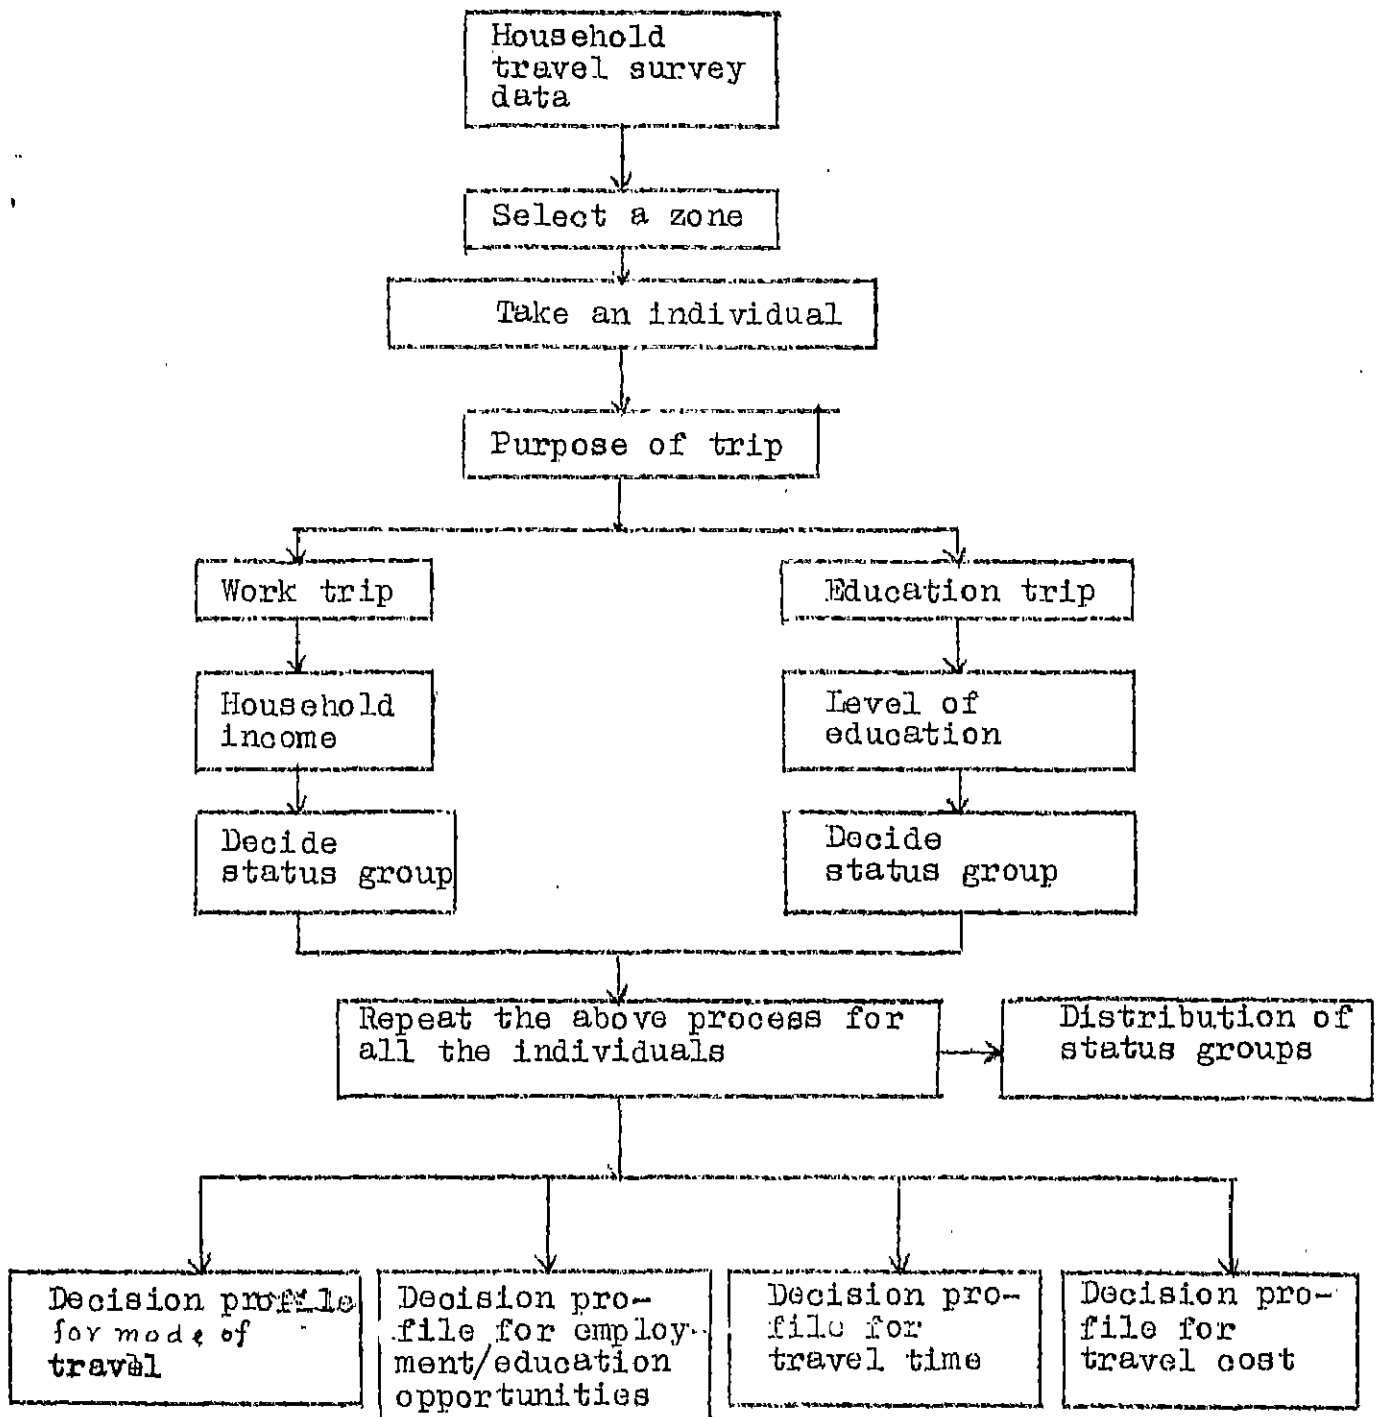 Household
travel survey
data
Select a zone
Take an individual
Purpose of trip
Work trip
Education trip
Household
income
Level of
education
Decide
status group
Decide
status group
Repeat the above process for
all the individuals
Distribution of
status groups
Decision profile
for mode of
travel
Decision pro-
file for employ-
ment/education
opportunities
Decision pro-
file for
travel time
Decision pro-
file for
travel cost